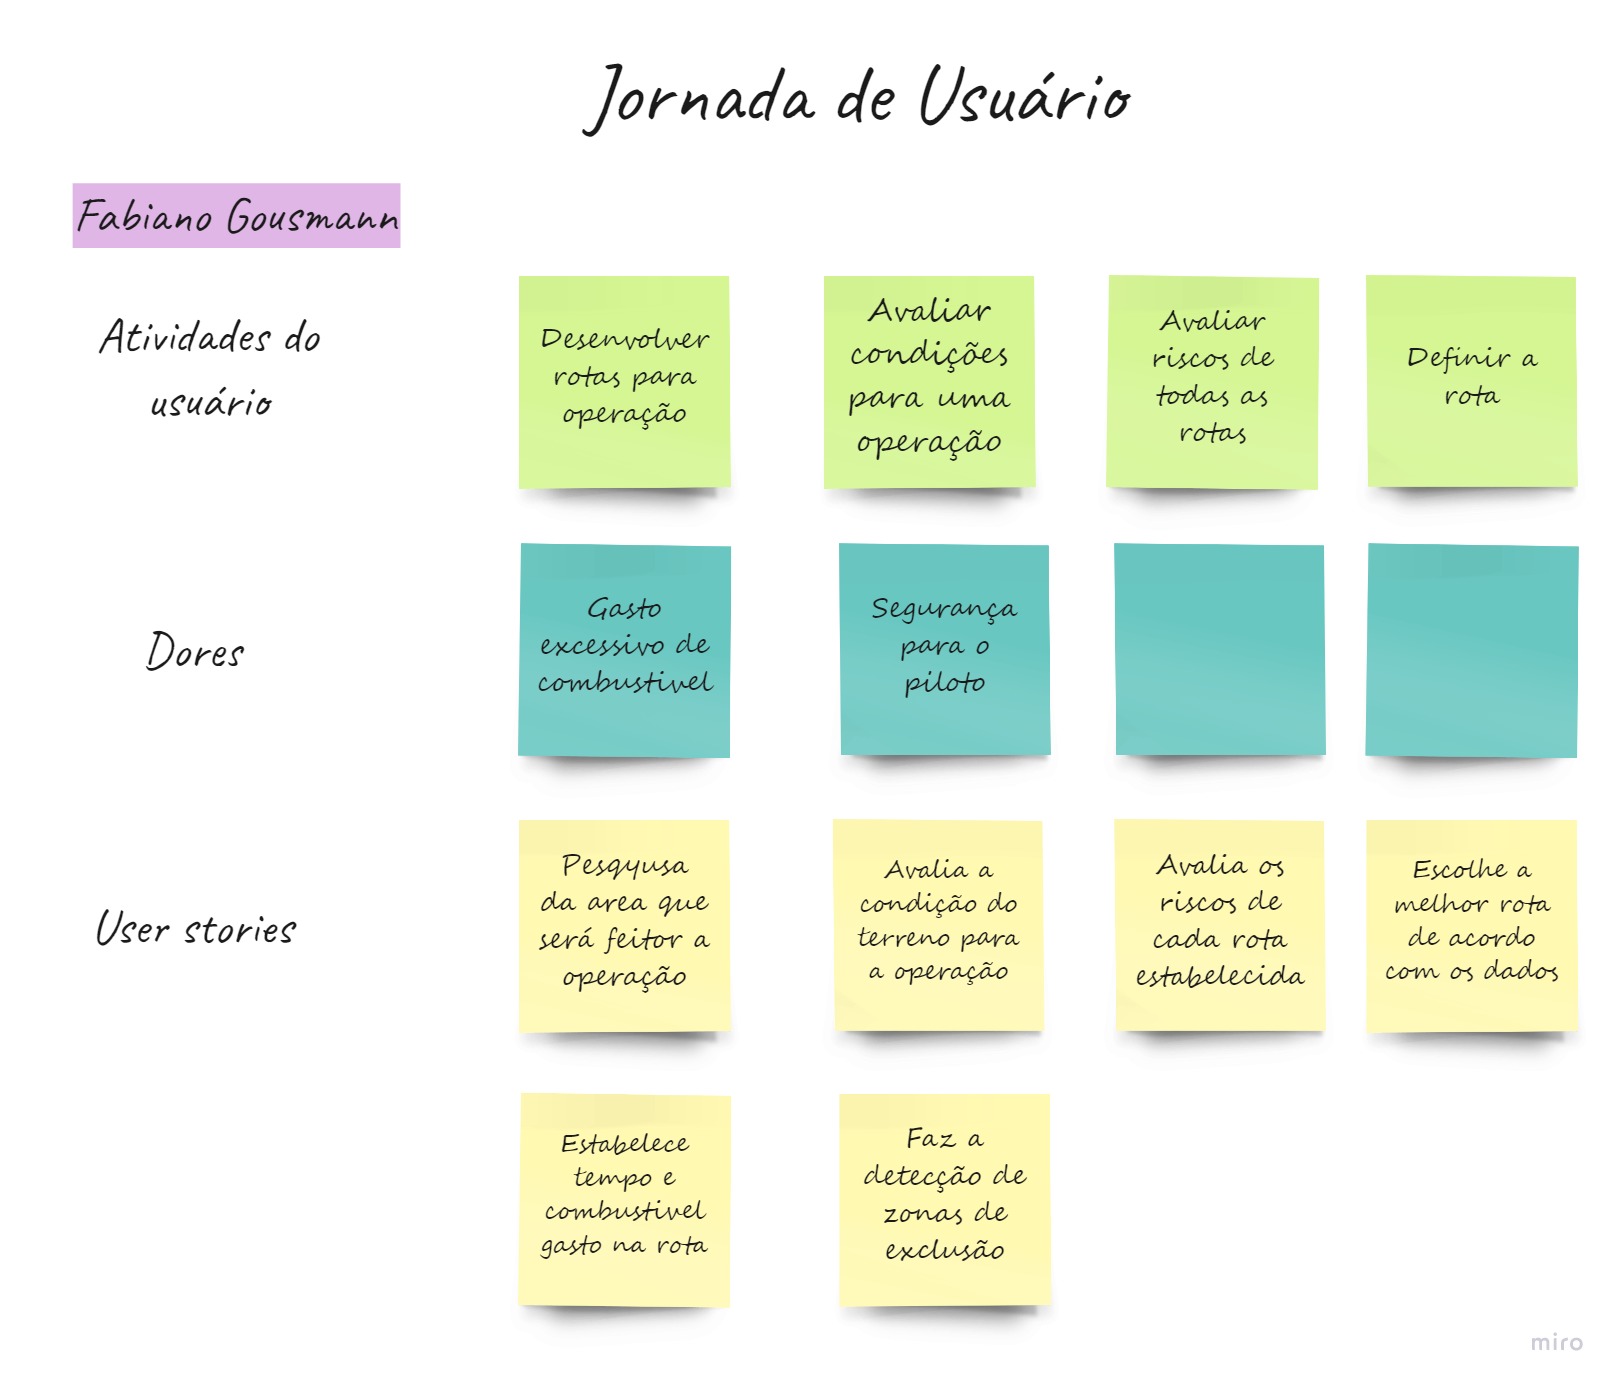 Jornada de Usuário
Fabiano Gousmann
Atividades do
usuário
Desenvolver
rotas para
operação
Avaliar
condições
para uma
operação
Avaliar
riscos de
todas as
rotas
Definir a
rota
Dores
Gasto
excessivo de
combustivel
Segurança
para o
piloto
User stories
Pesqyusa
da area que
será feitor a
operação
Avalia a
condição do
terreno para
a operação
Avalia os
riscos de
cada rota
estabelecida
Escolhe a
melhor rota
de acordo
com os dados
Estabelece
tempo e
combustivel
gasto na rota
Faz a
detecção de
zonas de
exclusão
miro